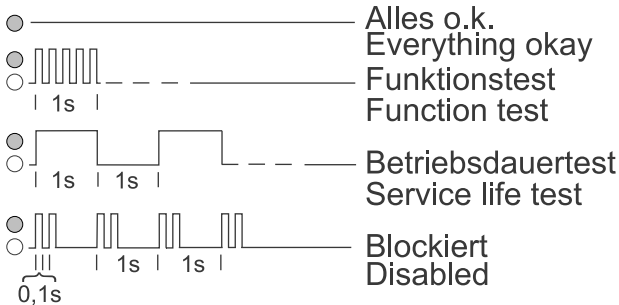 Alles o.k.
Everything okay
Funktionstest
1s
Function test
Betriebsdauertest
1s 1s
Service life test
Blockiert
1s 1s
Disabled
0,1s